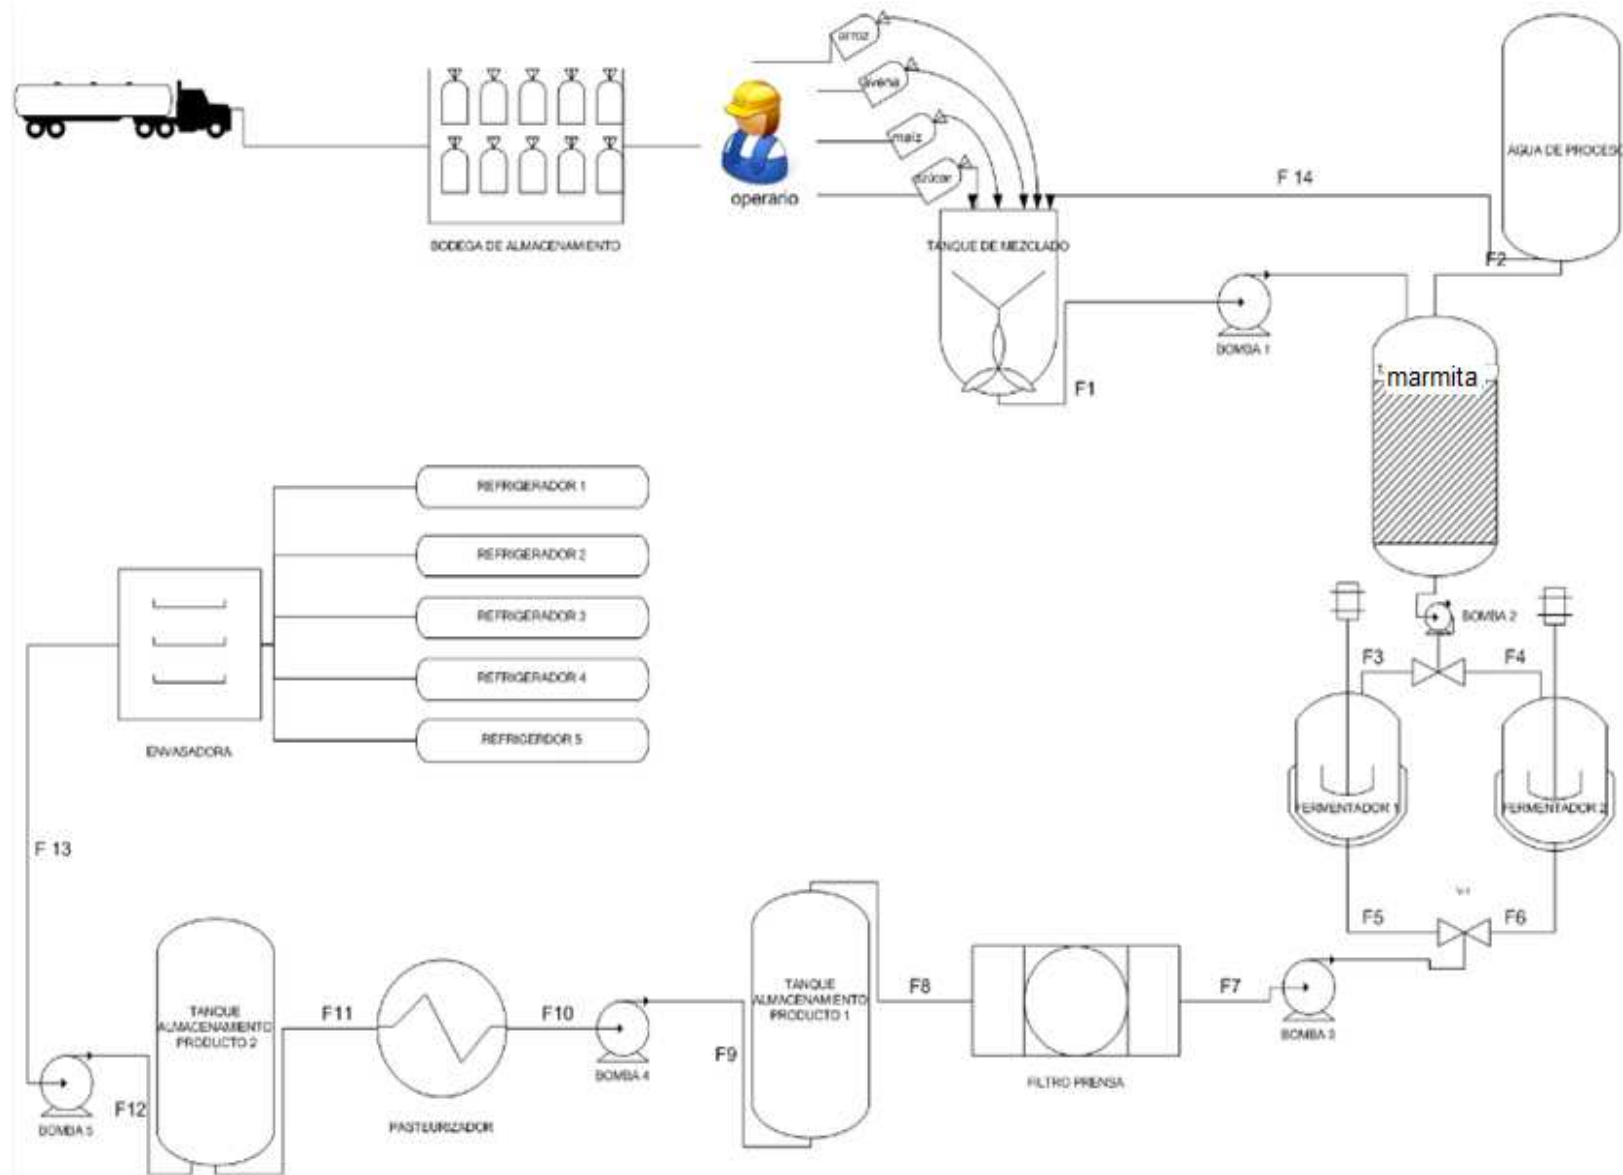 arroz
avena
maiz
azúcar
operario
BODEGA DE ALMACENAMIENTO
TANQUE DE MEZCLADO
F 14
AGUA DE PROCESO
F2
BOMBA 1
F1
marmita
REFRIGERADOR 1
REFRIGERADOR 2
REFRIGERADOR 3
REFRIGERADOR 4
REFRIGERDOR 5
ENVASADORA
BOMBA 2
F3
F4
FERMENTADOR 1
FERMENTADOR 2
F5
F6
F 13
TANQUE
ALMACENAMIENTO
PRODUCTO 2
F11
F10
PASTEURIZADOR
BOMBA 4
F9
TANQUE
ALMACENAMIENTO
PRODUCTO 1
F8
FILTRO PRENSA
F7
BOMBA 3
F12
BOMBA 5